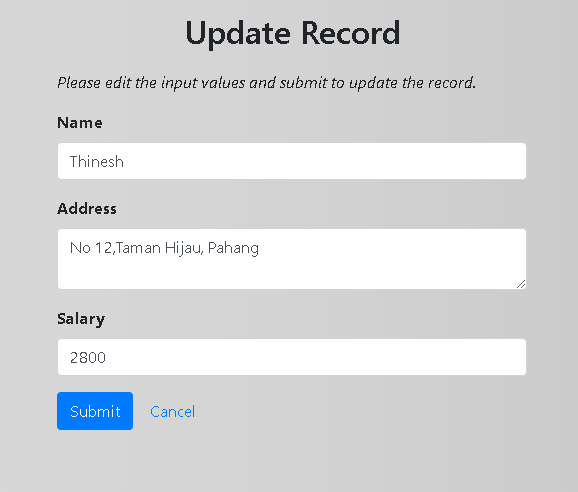 Update Record
Please edit the input values and submit to update the record.
Name
Thinesh
Address
No 12,Taman Hijau, Pahang
Salary
2800
Submit Cancel